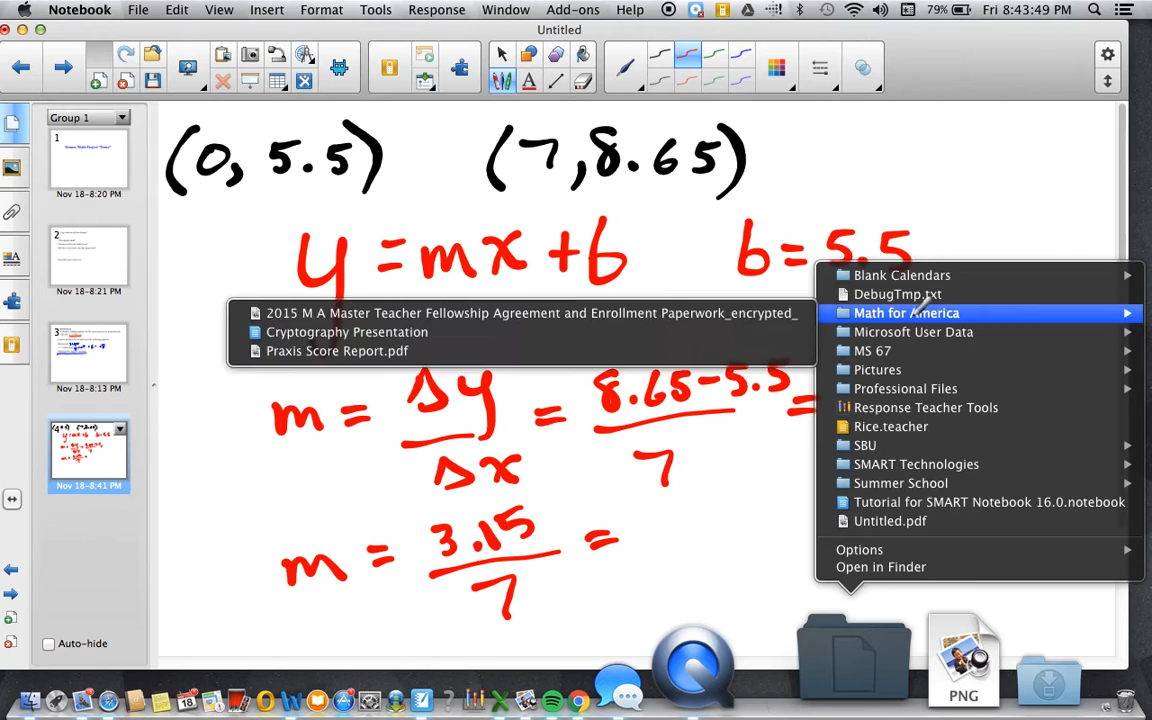 Notebook File Edit View Insert Format Tools Response Window Add-ons Help 79% Fri 8:43:49 PM
Untitled
Group 1
1
Nov 18-8:20 PM
2
Nov 18-8:21 PM
3
Nov 18-8:13 PM
4
Nov 18-8:41 PM
Auto-hide
(0, 5.5) (7,8.65)
y = mx + b b = 5.5
m = Δy/Δx = 8.65-5.5/7 =
m = 3.15/7 =
2015 M A Master Teacher Fellowship Agreement and Enrollment Paperwork_encrypted_
Cryptography Presentation
Praxis Score Report.pdf
Blank Calendars
DebugTmp.txt
Math for America
Microsoft User Data
MS 67
Pictures
Professional Files
Response Teacher Tools
Rice.teacher
SBU
SMART Technologies
Summer School
Tutorial for SMART Notebook 16.0.notebook
Untitled.pdf
Options
Open in Finder
PNG